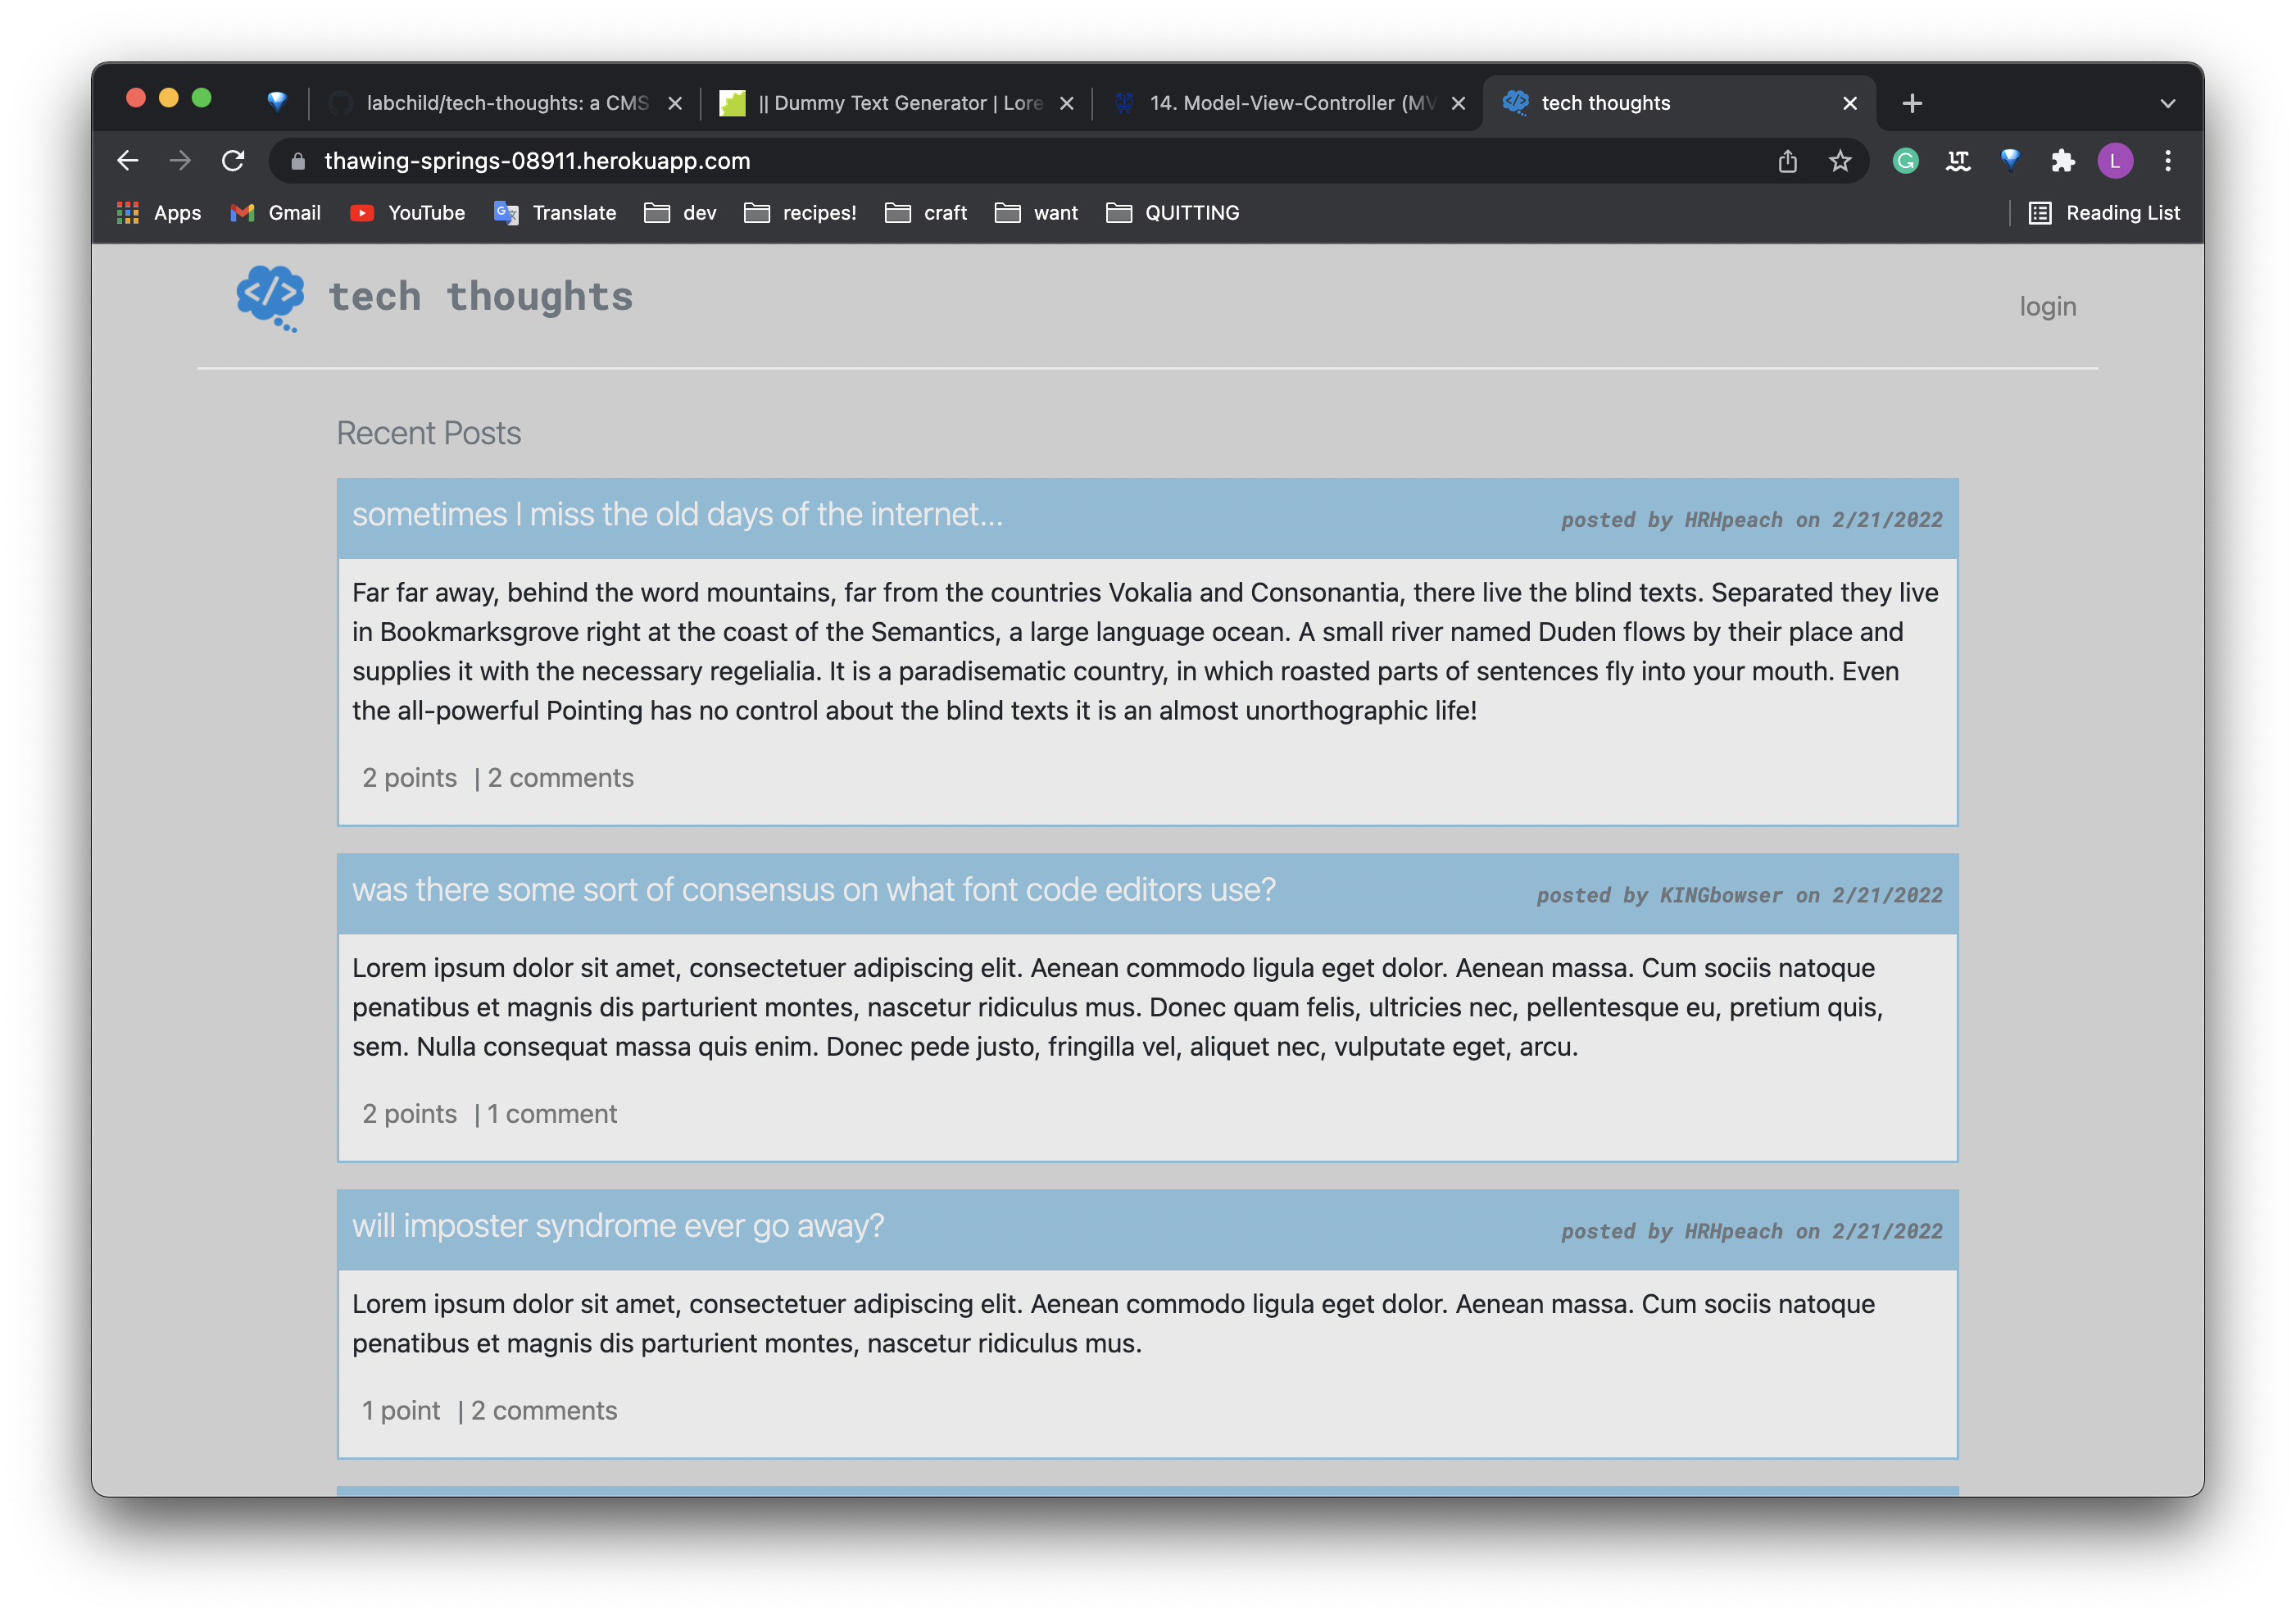 labchild/tech-thoughts: a CMS
|| Dummy Text Generator | Lore
14. Model-View-Controller (MV
tech thoughts
thawing-springs-08911.herokuapp.com
L
Apps
Gmail
YouTube
Translate
dev
recipes!
craft
want
QUITTING
Reading List
</> tech thoughts
login
Recent Posts
sometimes I miss the old days of the internet...
posted by HRHpeach on 2/21/2022
Far far away, behind the word mountains, far from the countries Vokalia and Consonantia, there live the blind texts. Separated they live
in Bookmarksgrove right at the coast of the Semantics, a large language ocean. A small river named Duden flows by their place and
supplies it with the necessary regelialia. It is a paradisematic country, in which roasted parts of sentences fly into your mouth. Even
the all-powerful Pointing has no control about the blind texts it is an almost unorthographic life!
2 points | 2 comments
was there some sort of consensus on what font code editors use?
posted by KINGbowser on 2/21/2022
Lorem ipsum dolor sit amet, consectetuer adipiscing elit. Aenean commodo ligula eget dolor. Aenean massa. Cum sociis natoque
penatibus et magnis dis parturient montes, nascetur ridiculus mus. Donec quam felis, ultricies nec, pellentesque eu, pretium quis,
sem. Nulla consequat massa quis enim. Donec pede justo, fringilla vel, aliquet nec, vulputate eget, arcu.
2 points | 1 comment
will imposter syndrome ever go away?
posted by HRHpeach on 2/21/2022
Lorem ipsum dolor sit amet, consectetuer adipiscing elit. Aenean commodo ligula eget dolor. Aenean massa. Cum sociis natoque
penatibus et magnis dis parturient montes, nascetur ridiculus mus.
1 point | 2 comments